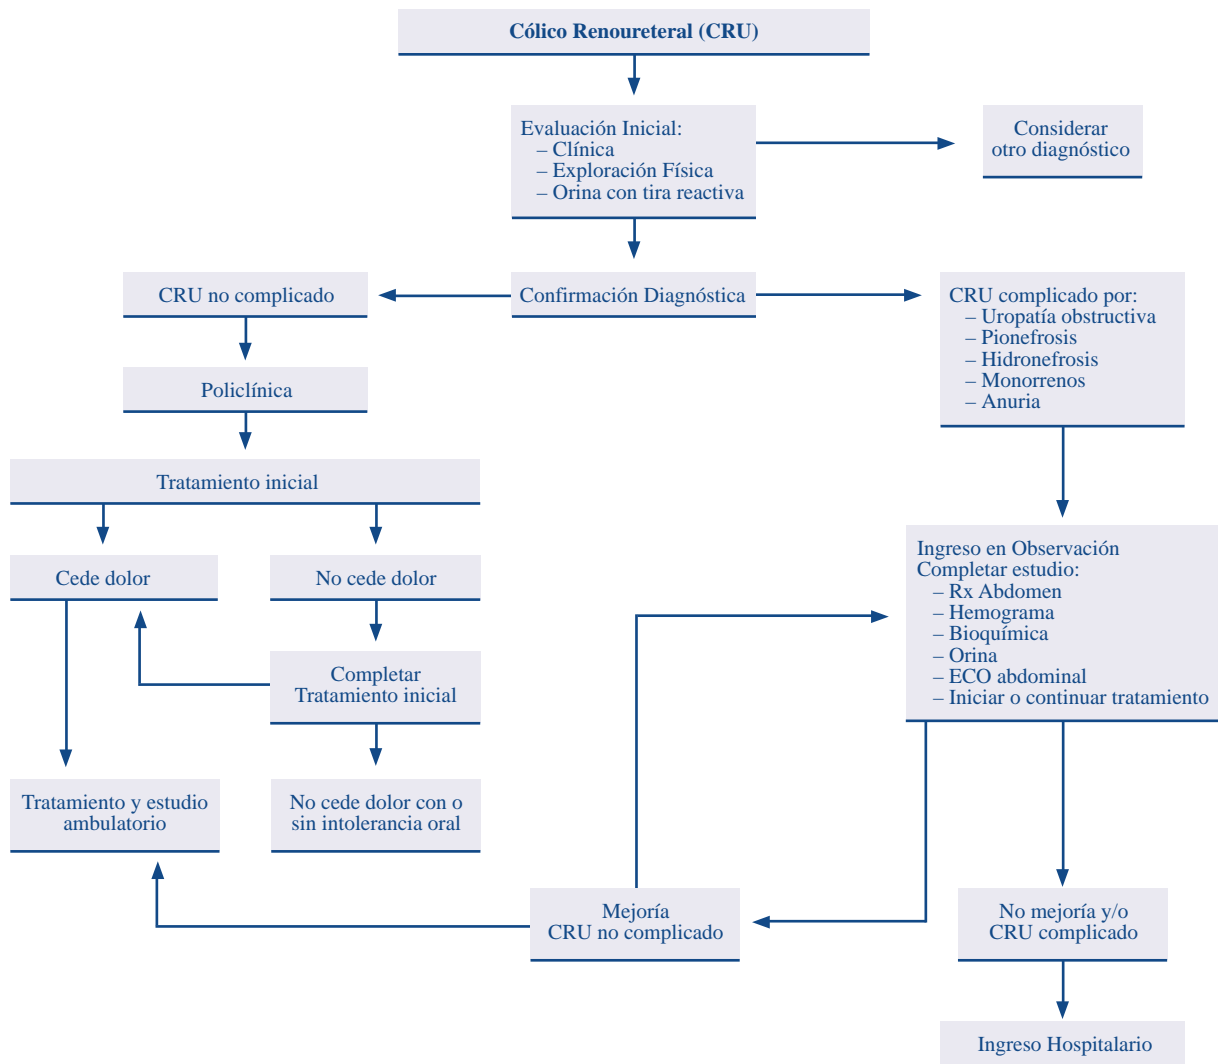 Cólico Renoureteral (CRU)
Evaluación Inicial:
– Clínica
– Exploración Física
– Orina con tira reactiva
Considerar
otro diagnóstico
CRU no complicado
Confirmación Diagnóstica
CRU complicado por:
– Uropatía obstructiva
– Pionefrosis
– Hidronefrosis
– Monorrenos
– Anuria
Policlínica
Tratamiento inicial
Cede dolor
No cede dolor
Completar
Tratamiento inicial
Ingreso en Observación
Completar estudio:
– Rx Abdomen
– Hemograma
– Bioquímica
– Orina
– ECO abdominal
– Iniciar o continuar tratamiento
Tratamiento y estudio
ambulatorio
No cede dolor con o
sin intolerancia oral
Mejoría
CRU no complicado
No mejoría y/o
CRU complicado
Ingreso Hospitalario